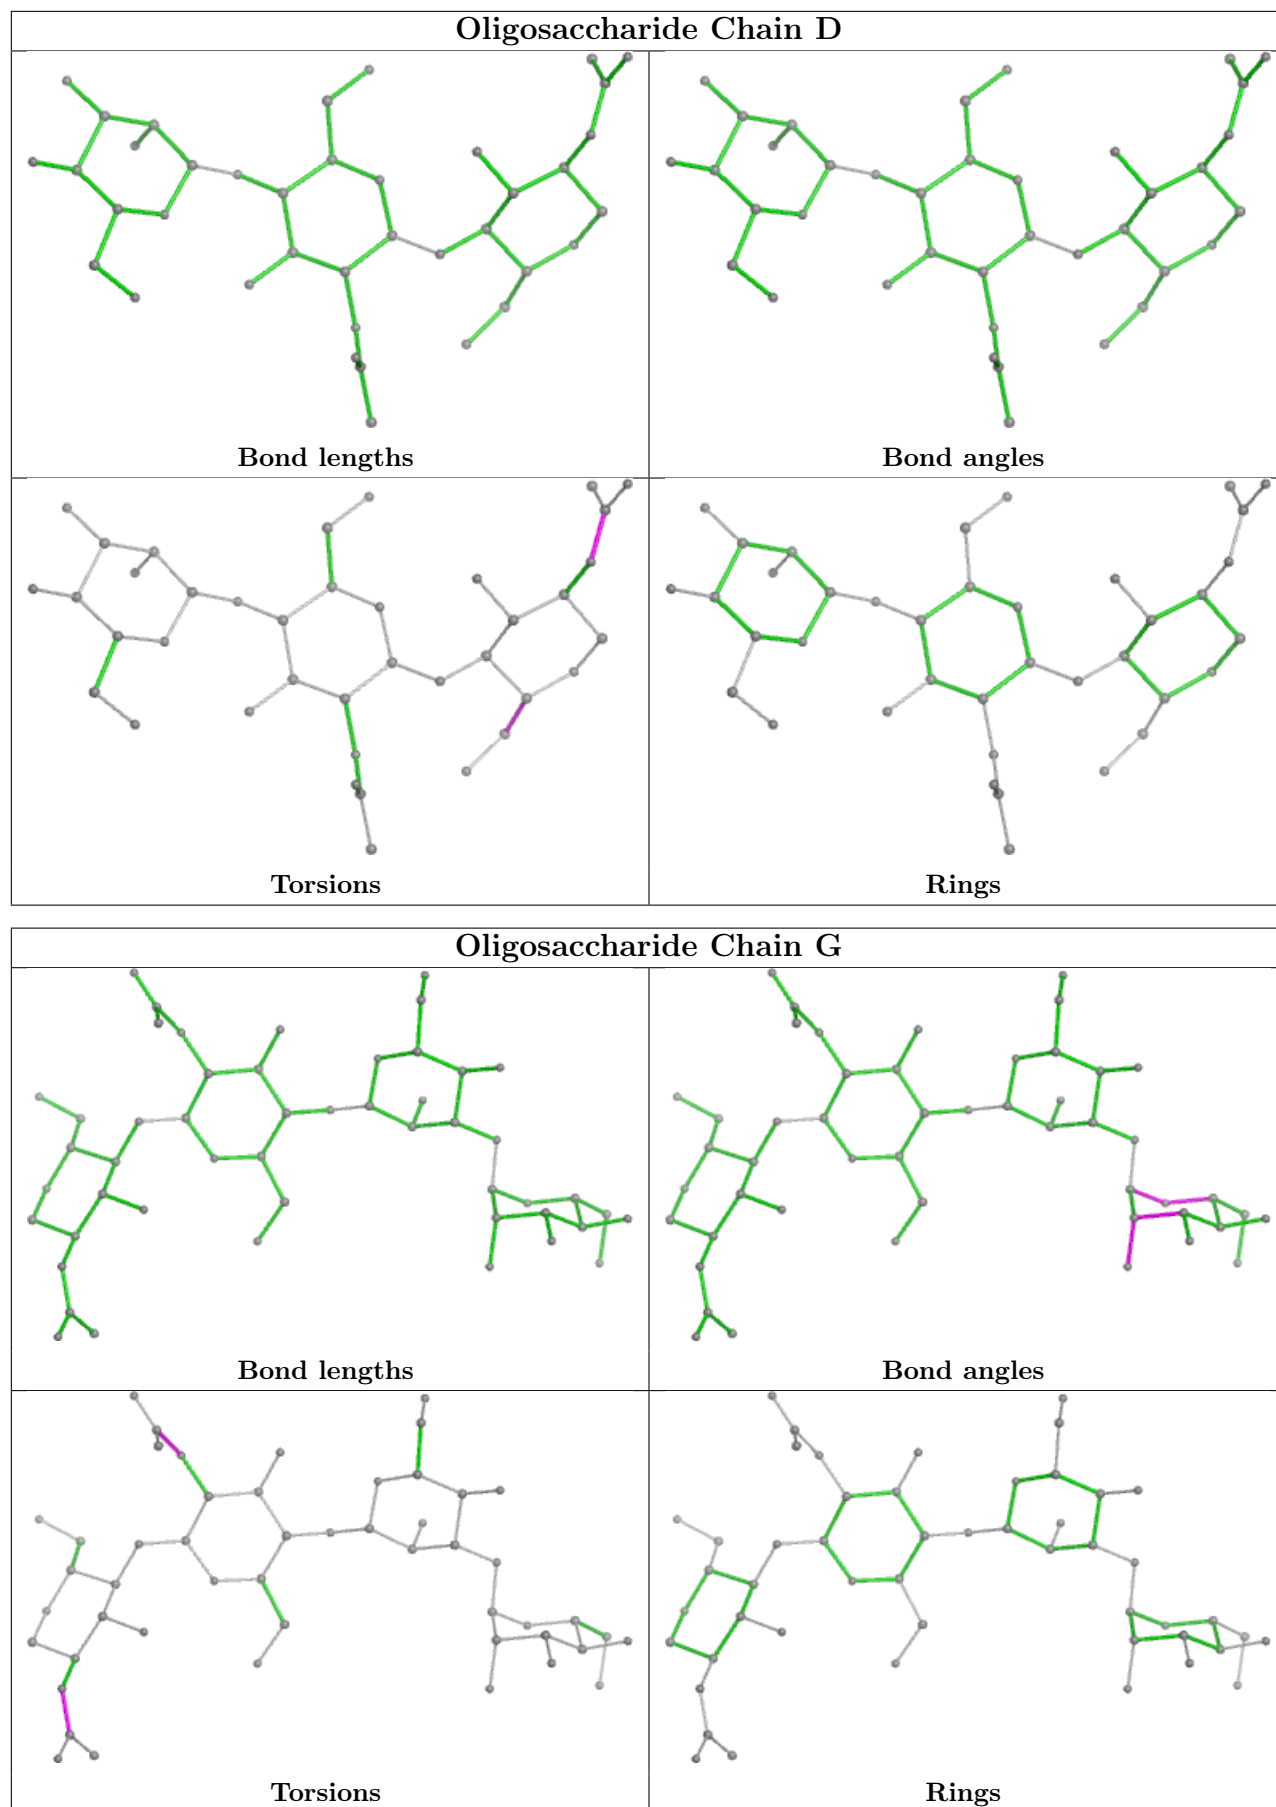 Oligosaccharide Chain D
Bond lengths
Bond angles
Torsions
Rings
Oligosaccharide Chain G
Bond lengths
Bond angles
Torsions
Rings